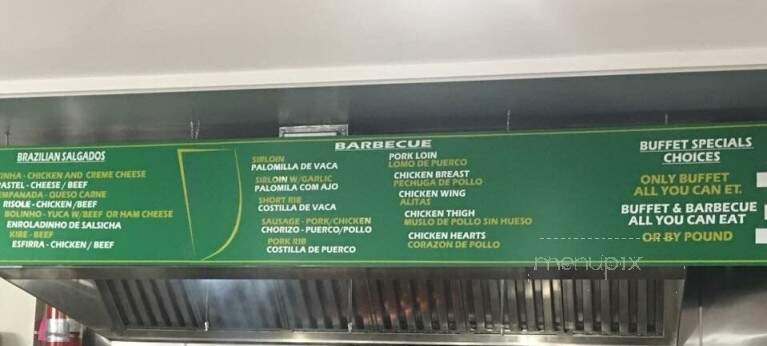 BRAZILIAN SALGADOS
INHA - CHICKEN AND CREME CHEESE
PASTEL - CHEESE / BEEF
EMPANADA - QUESO CARNE
RISOLE - CHICKEN /BEEF
BOLINHO - YUCA W/BEEF OR HAM CHEESE
ENROLADINHO DE SALSICHA
KIBE - BEEF
ESFIRRA - CHICKEN / BEEF
BARBECUE
SIRLOIN
PALOMILLA DE VACA
SIRLOIN W/GARLIC
PALOMILA COM AJO
SHORT RIB
COSTILLA DE VACA
SAUSAGE - PORK/CHICKEN
CHORIZO - PUERCO/POLLO
PORK RIB
COSTILLA DE PUERCO
PORK LOIN
LOMO DE PUERCO
CHICKEN BREAST
PECHUGA DE POLLO
CHICKEN WING
ALITAS
CHICKEN THIGH
MUSLO DE POLLO SIN HUESO
CHICKEN HEARTS
CORAZON DE POLLO
BUFFET SPECIALS
CHOICES
ONLY BUFFET
ALL YOU CAN ET.
BUFFET & BARBECUE
ALL YOU CAN EAT
OR BY POUND
menupix